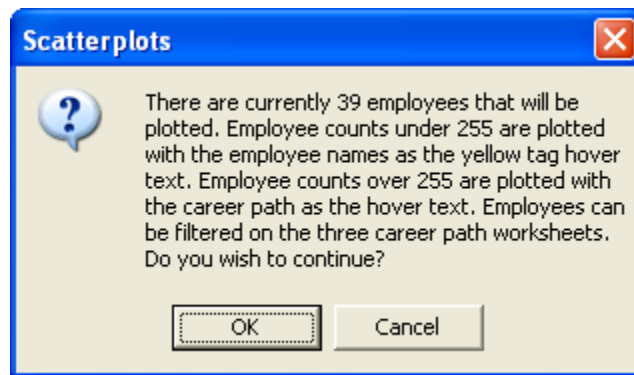 Scatterplots
There are currently 39 employees that will be
plotted. Employee counts under 255 are plotted
with the employee names as the yellow tag hover
text. Employee counts over 255 are plotted with
the career path as the hover text. Employees can
be filtered on the three career path worksheets.
Do you wish to continue?
OK
Cancel